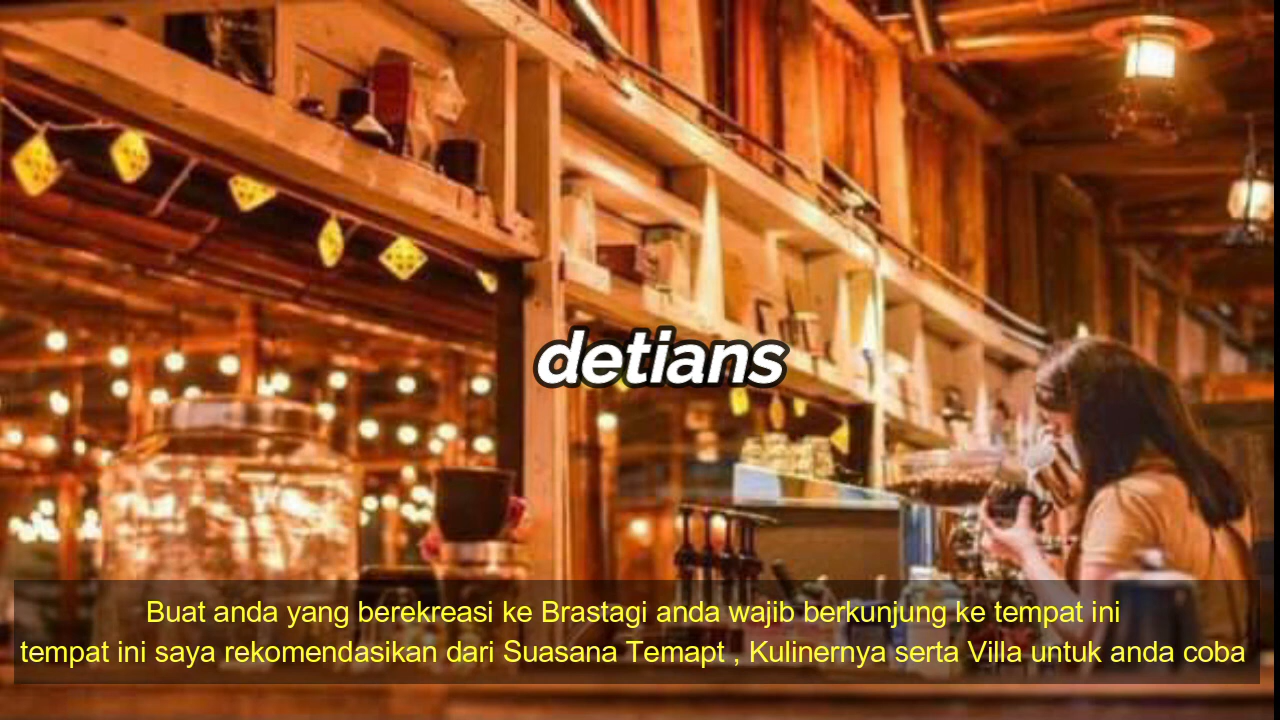 detians
Buat anda yang berekreasi ke Brastagi anda wajib berkunjung ke tempat ini
tempat ini saya rekomendasikan dari Suasana Temapt , Kulinernya serta Villa untuk anda coba